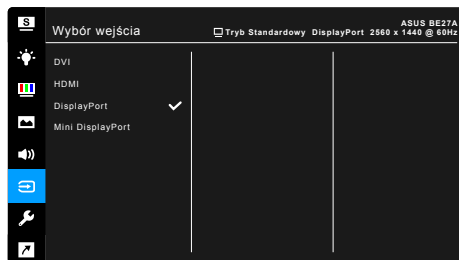 S
Wybór wejścia
ASUS BE27A
Tryb Standardowy DisplayPort 2560 x 1440 @ 60Hz
DVI
HDMI
DisplayPort
Mini DisplayPort